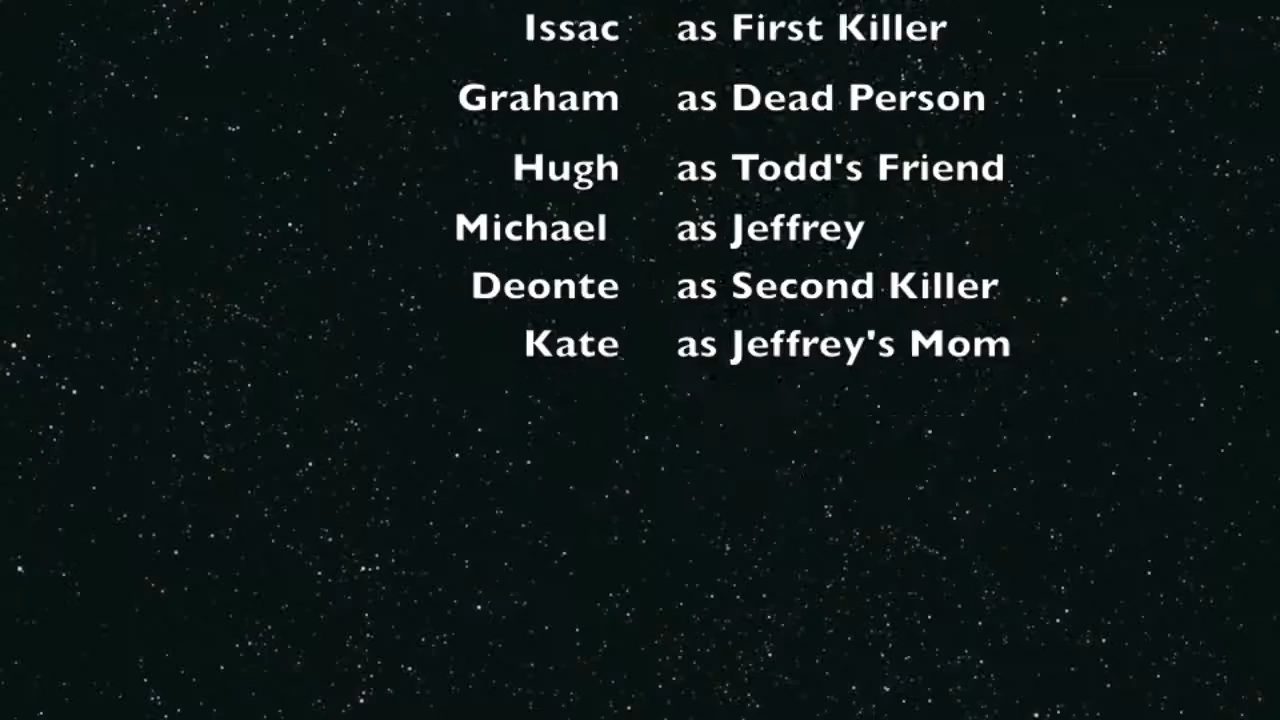 Issac as First Killer
Graham as Dead Person
Hugh as Todd's Friend
Michael as Jeffrey
Deonte as Second Killer
Kate as Jeffrey's Mom